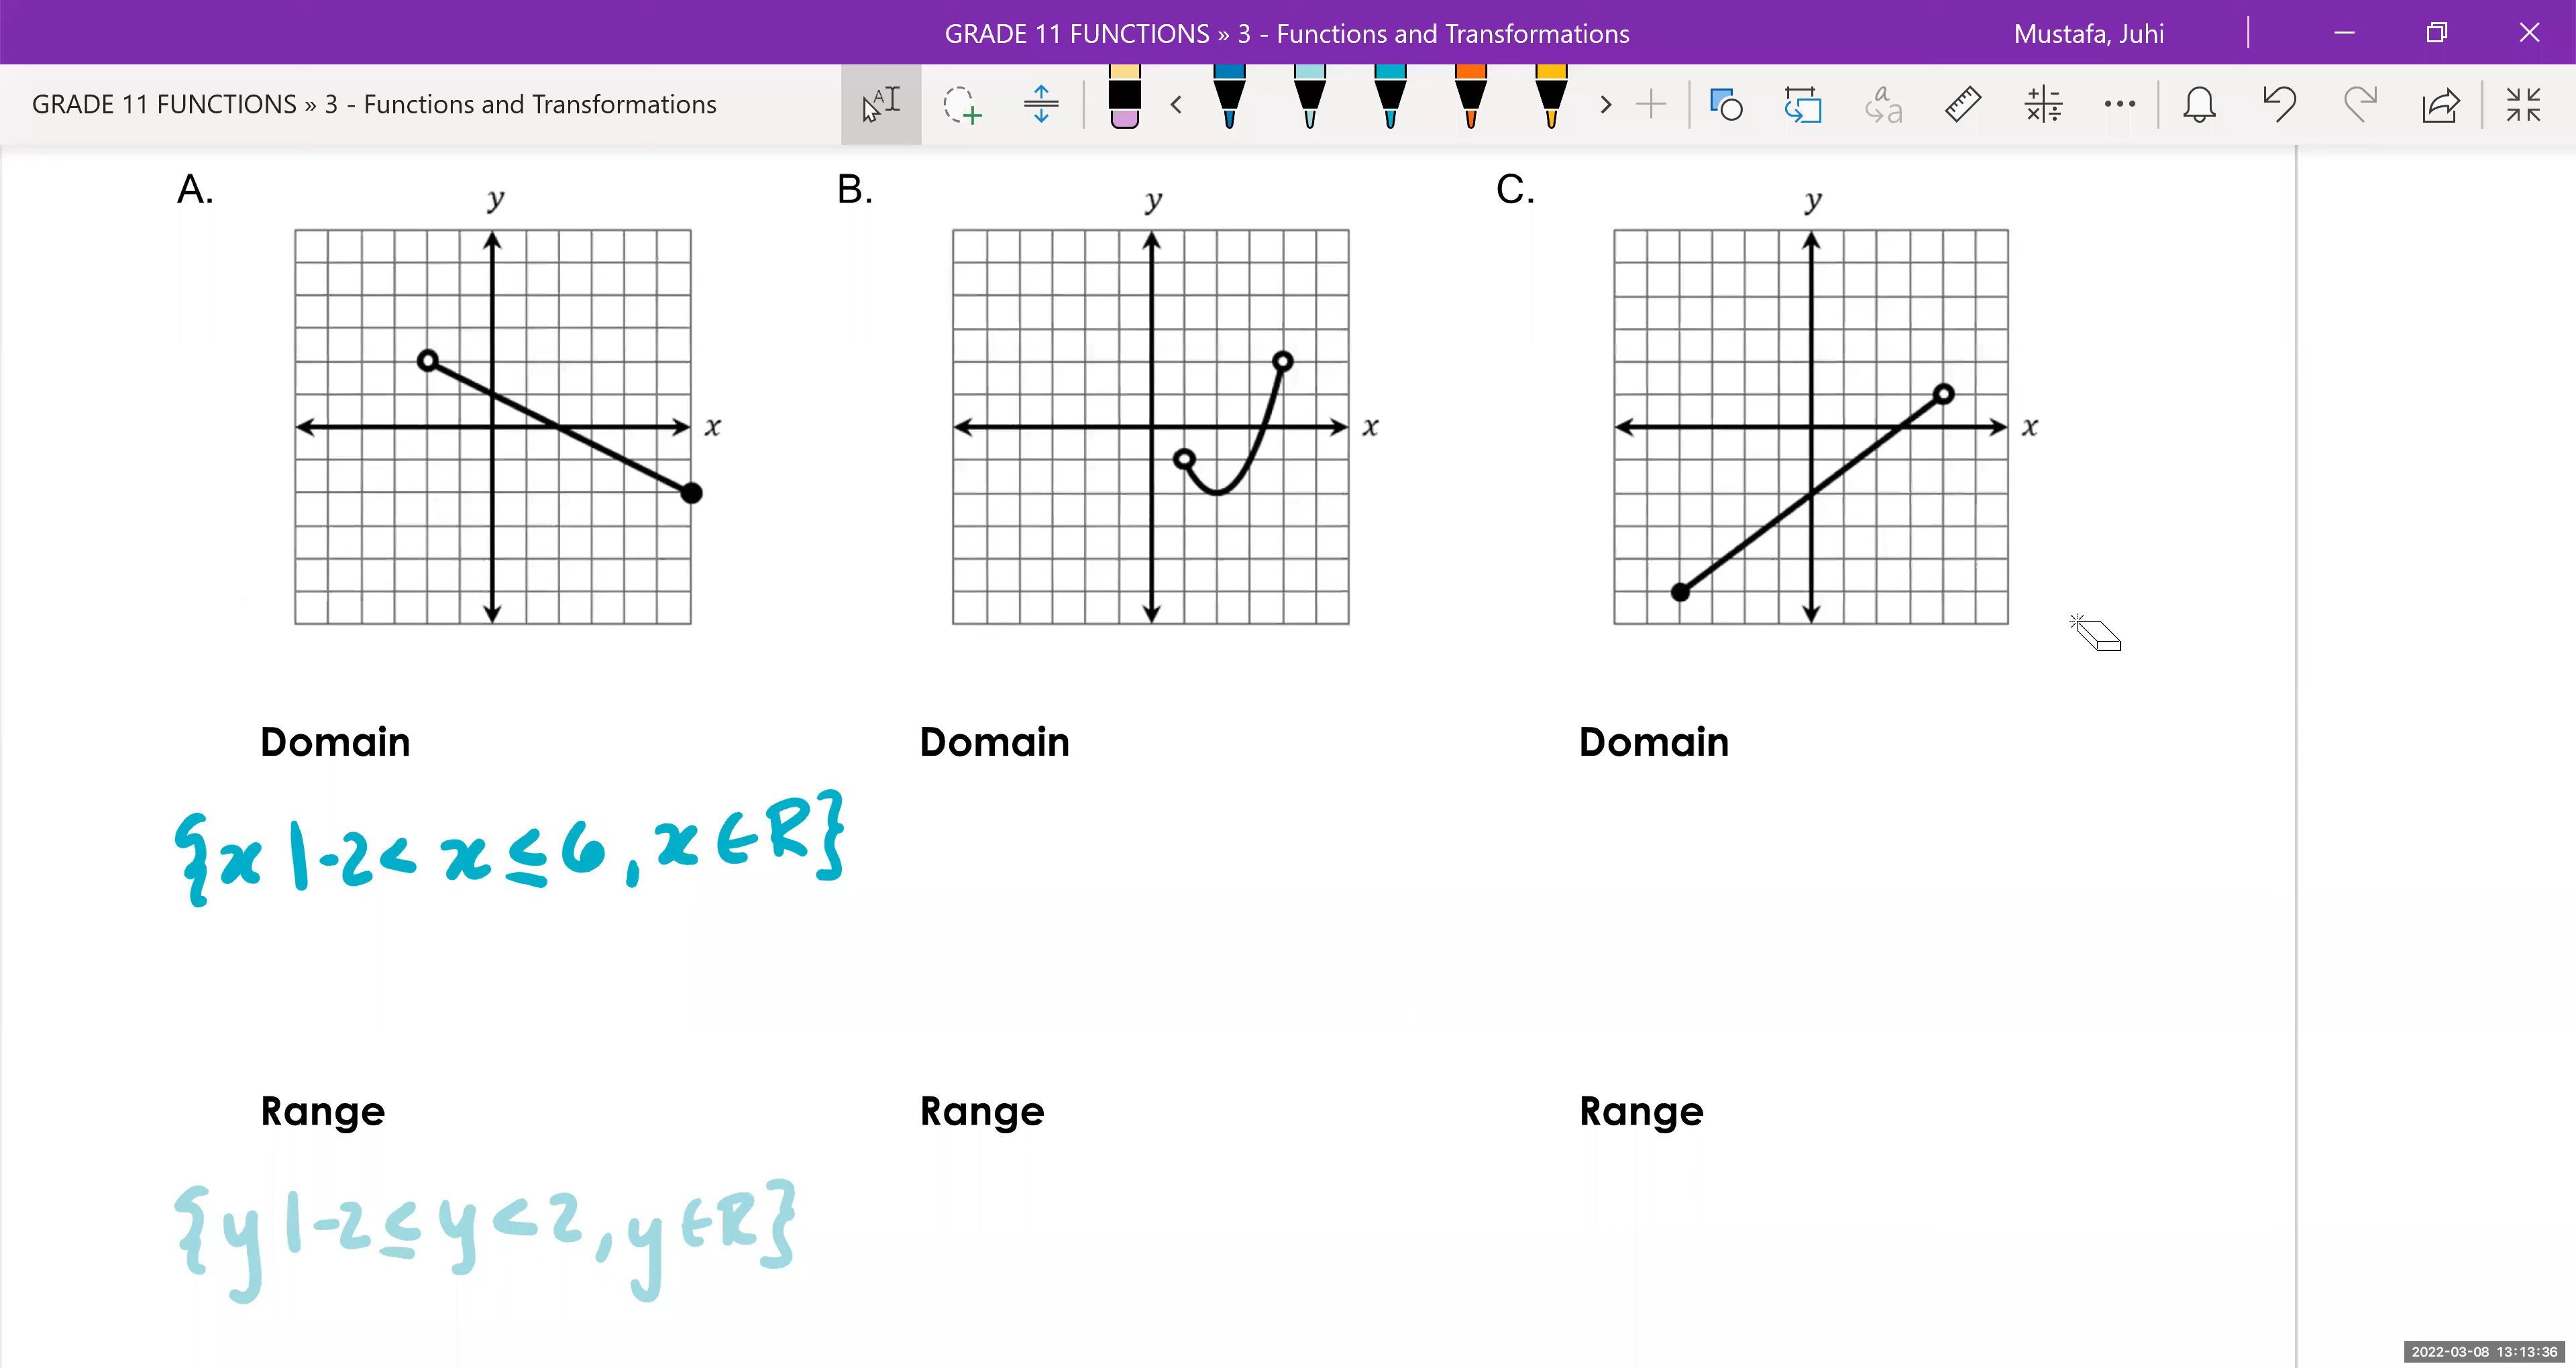 GRADE 11 FUNCTIONS » 3 - Functions and Transformations
Mustafa, Juhi
GRADE 11 FUNCTIONS » 3 - Functions and Transformations
A.
B.
C.
y
y
y
x
x
x
Domain
Domain
Domain
{x | -2 < x ≤ 6, x ∈ R}
Range
Range
Range
{y | -2 ≤ y < 2, y ∈ R}
2022-03-08 13:13:36